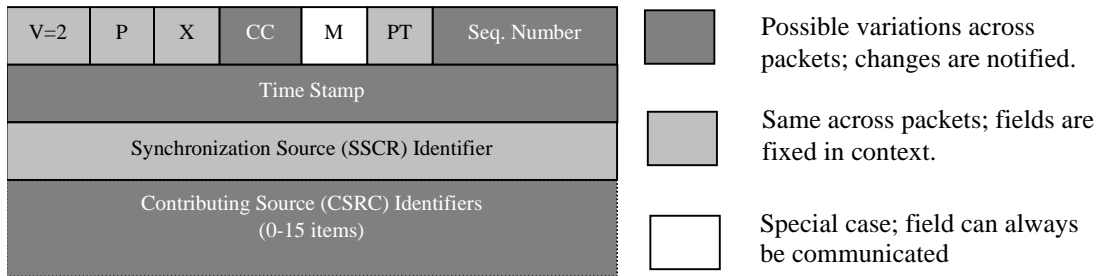 V=2 P X CC M PT Seq. Number
Time Stamp
Synchronization Source (SSCR) Identifier
Contributing Source (CSRC) Identifiers
(0-15 items)
Possible variations across
packets; changes are notified.
Same across packets; fields are
fixed in context.
Special case; field can always
be communicated